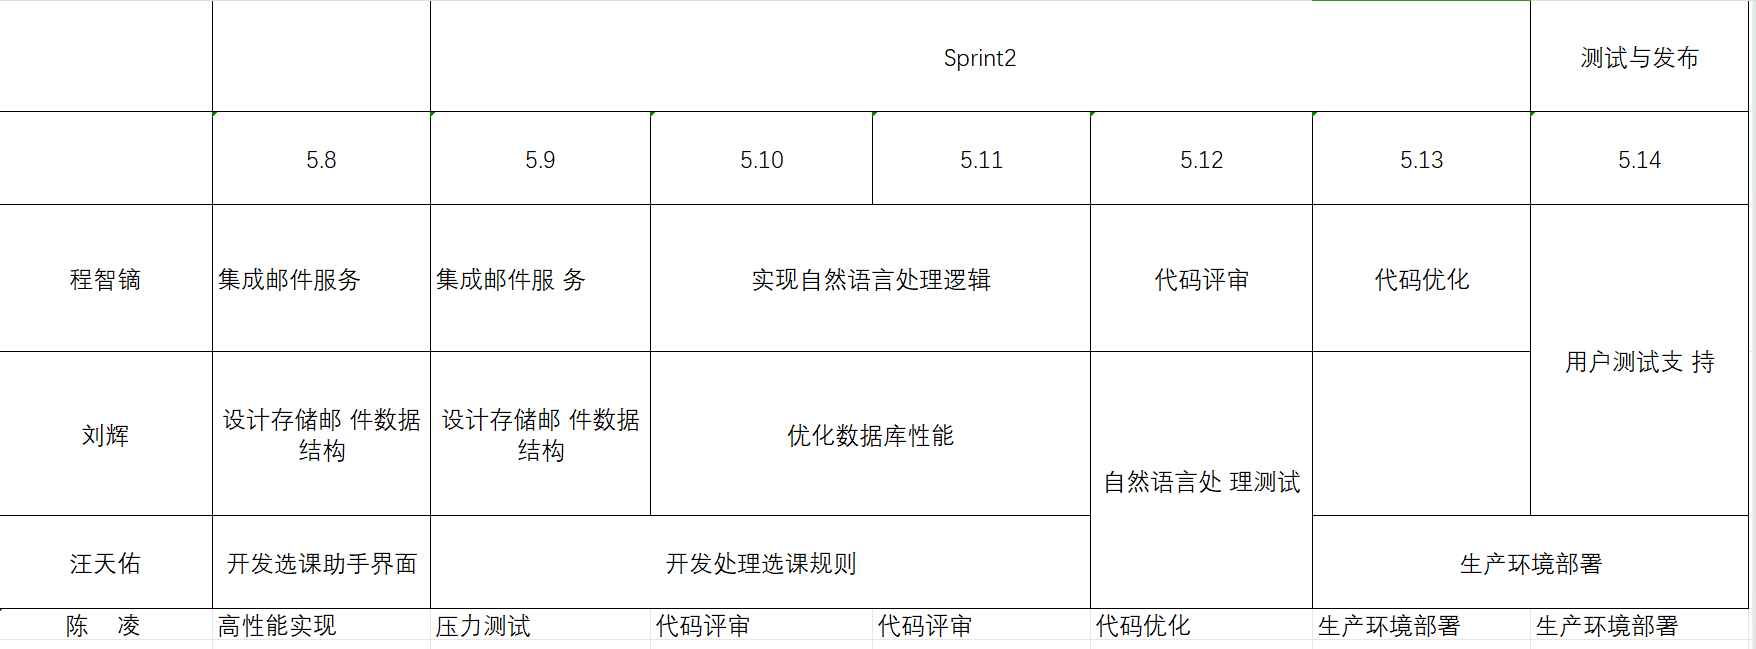 Sprint2
测试与发布
5.8
5.9
5.10
5.11
5.12
5.13
5.14
程智镝
集成邮件服务
集成邮件服 务
实现自然语言处理逻辑
代码评审
代码优化
用户测试支 持
刘辉
设计存储邮 件数据
结构
设计存储邮 件数据
结构
优化数据库性能
自然语言处 理测试
汪天佑
开发选课助手界面
开发处理选课规则
生产环境部署
陈 凌
高性能实现
压力测试
代码评审
代码评审
代码优化
生产环境部署
生产环境部署